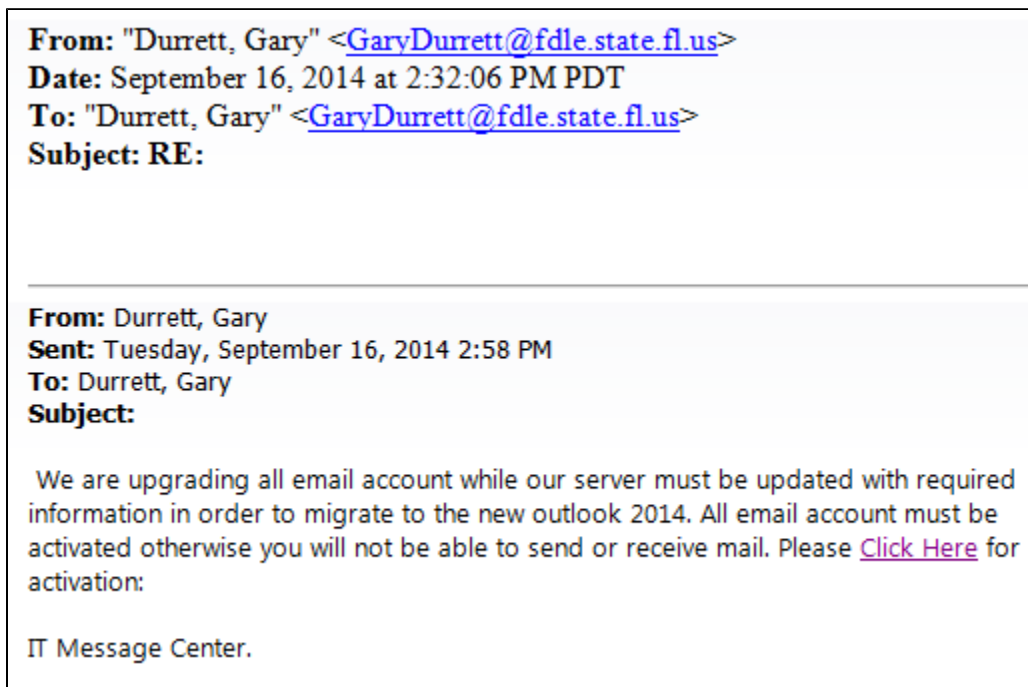 From: "Durrett, Gary" <GaryDurrett@fdle.state.fl.us>
Date: September 16, 2014 at 2:32:06 PM PDT
To: "Durrett, Gary" <GaryDurrett@fdle.state.fl.us>
Subject: RE:
From: Durrett, Gary
Sent: Tuesday, September 16, 2014 2:58 PM
To: Durrett, Gary
Subject:
We are upgrading all email account while our server must be updated with required
information in order to migrate to the new outlook 2014. All email account must be
activated otherwise you will not be able to send or receive mail. Please Click Here for
activation:
IT Message Center.